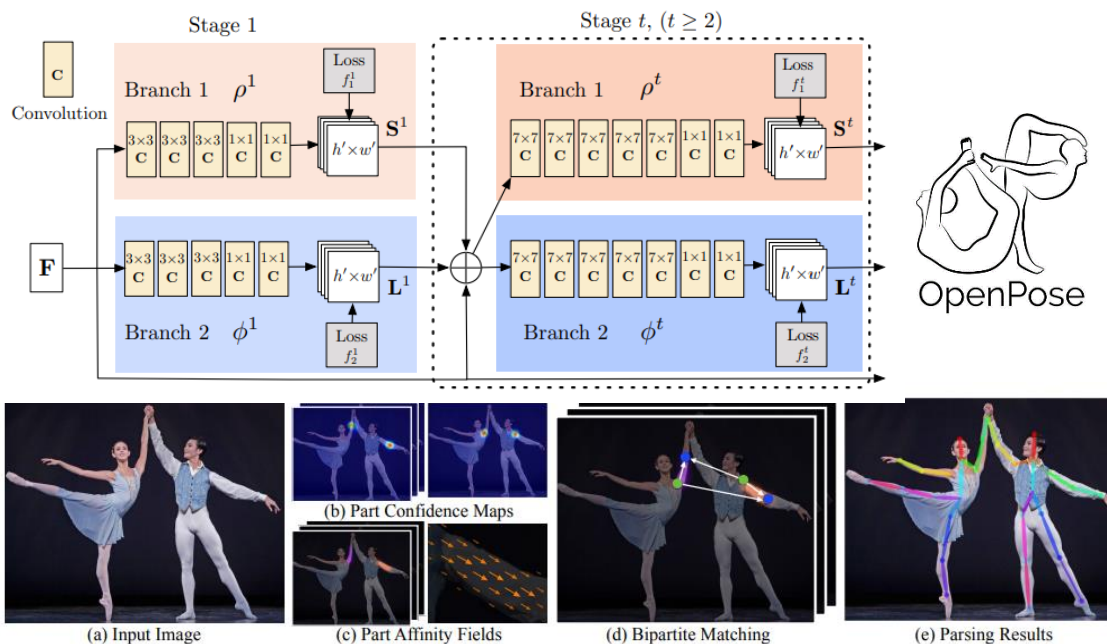 Stage 1
Stage t, (t ≥ 2)
C
Convolution
Branch 1 ρ¹
Loss
f₁¹
3×3 C 3×3 C 3×3 C 1×1 C 1×1 C
h′×w′
S¹
Branch 1 ρᵗ
Loss
f₁ᵗ
7×7 C 7×7 C 7×7 C 7×7 C 7×7 C 1×1 C 1×1 C
h′×w′
Sᵗ
F
3×3 C 3×3 C 3×3 C 1×1 C 1×1 C
h′×w′
L¹
Branch 2 ϕ¹
Loss
f₂¹
7×7 C 7×7 C 7×7 C 7×7 C 7×7 C 1×1 C 1×1 C
h′×w′
Lᵗ
Branch 2 ϕᵗ
Loss
f₂ᵗ
OpenPose
(b) Part Confidence Maps
(a) Input Image
(c) Part Affinity Fields
(d) Bipartite Matching
(e) Parsing Results